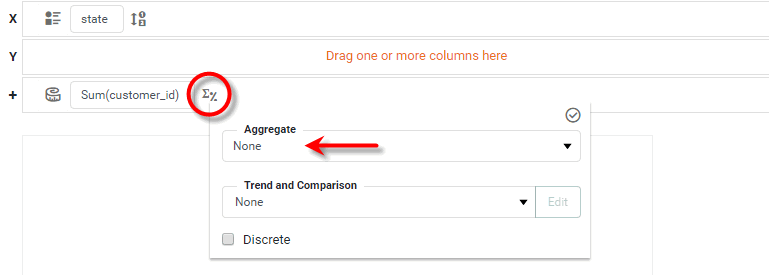 X state
Y Drag one or more columns here
+ Sum(customer_id) Σ%
Aggregate
None
Trend and Comparison
None Edit
Discrete